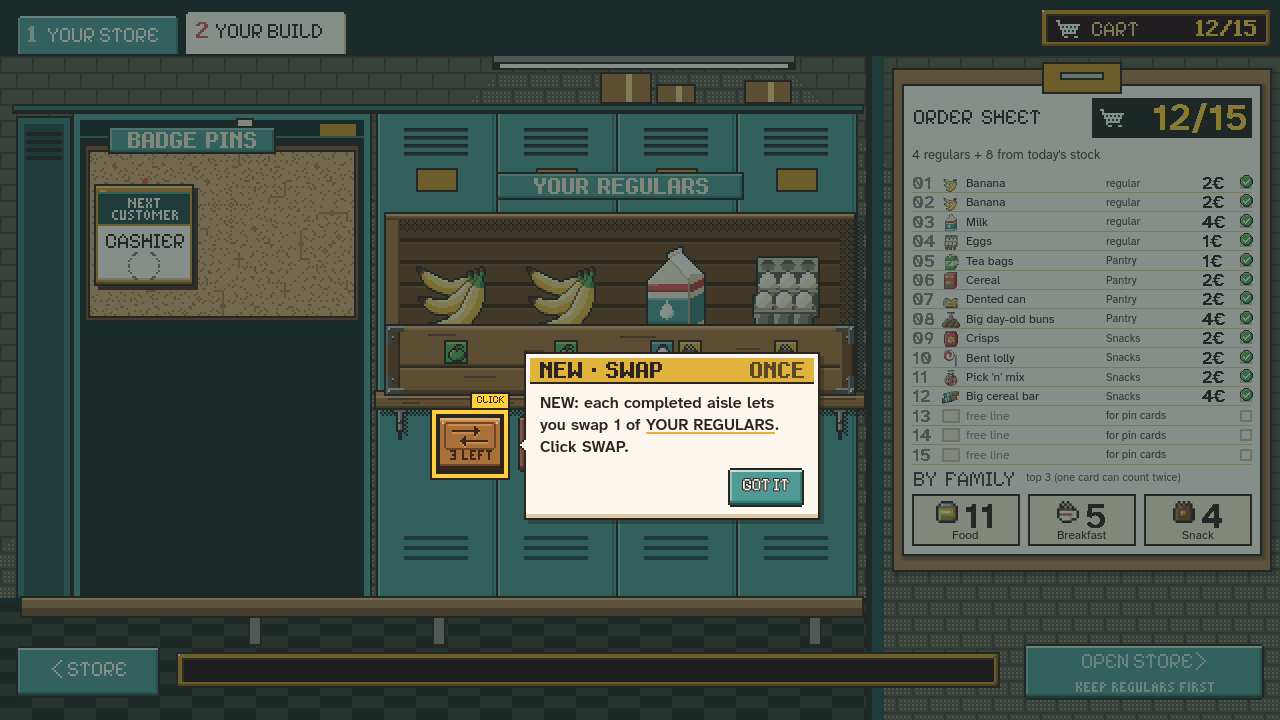 1 YOUR STORE
2 YOUR BUILD
CART 12/15
BADGE PINS
NEXT
CUSTOMER
CASHIER
YOUR REGULARS
CLICK
3 LEFT
NEW · SWAP ONCE
NEW: each completed aisle lets
you swap 1 of YOUR REGULARS.
Click SWAP.
GOT IT
ORDER SHEET 12/15
4 regulars + 8 from today's stock
01 Banana regular 2€
02 Banana regular 2€
03 Milk regular 4€
04 Eggs regular 1€
05 Tea bags Pantry 1€
06 Cereal Pantry 2€
07 Dented can Pantry 2€
08 Big day-old buns Pantry 4€
09 Crisps Snacks 2€
10 Bent lolly Snacks 2€
11 Pick 'n' mix Snacks 2€
12 Big cereal bar Snacks 4€
13 free line for pin cards
14 free line for pin cards
15 free line for pin cards
BY FAMILY top 3 (one card can count twice)
11 Food
5 Breakfast
4 Snack
<STORE
OPEN STORE>
KEEP REGULARS FIRST